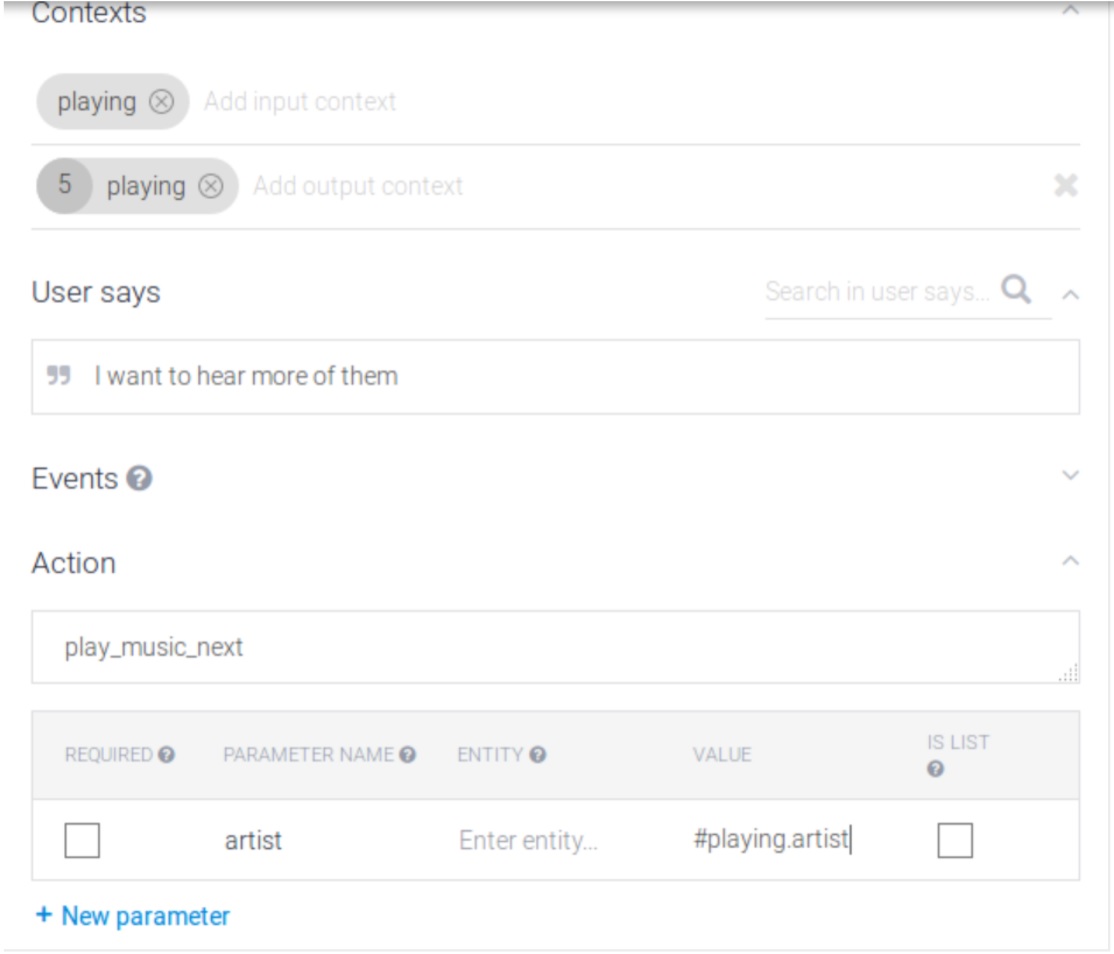 Contexts
playing Add input context
5 playing Add output context
User says Search in user says...
I want to hear more of them
Events
Action
play_music_next
REQUIRED PARAMETER NAME ENTITY VALUE IS LIST
artist Enter entity... #playing.artist
+ New parameter